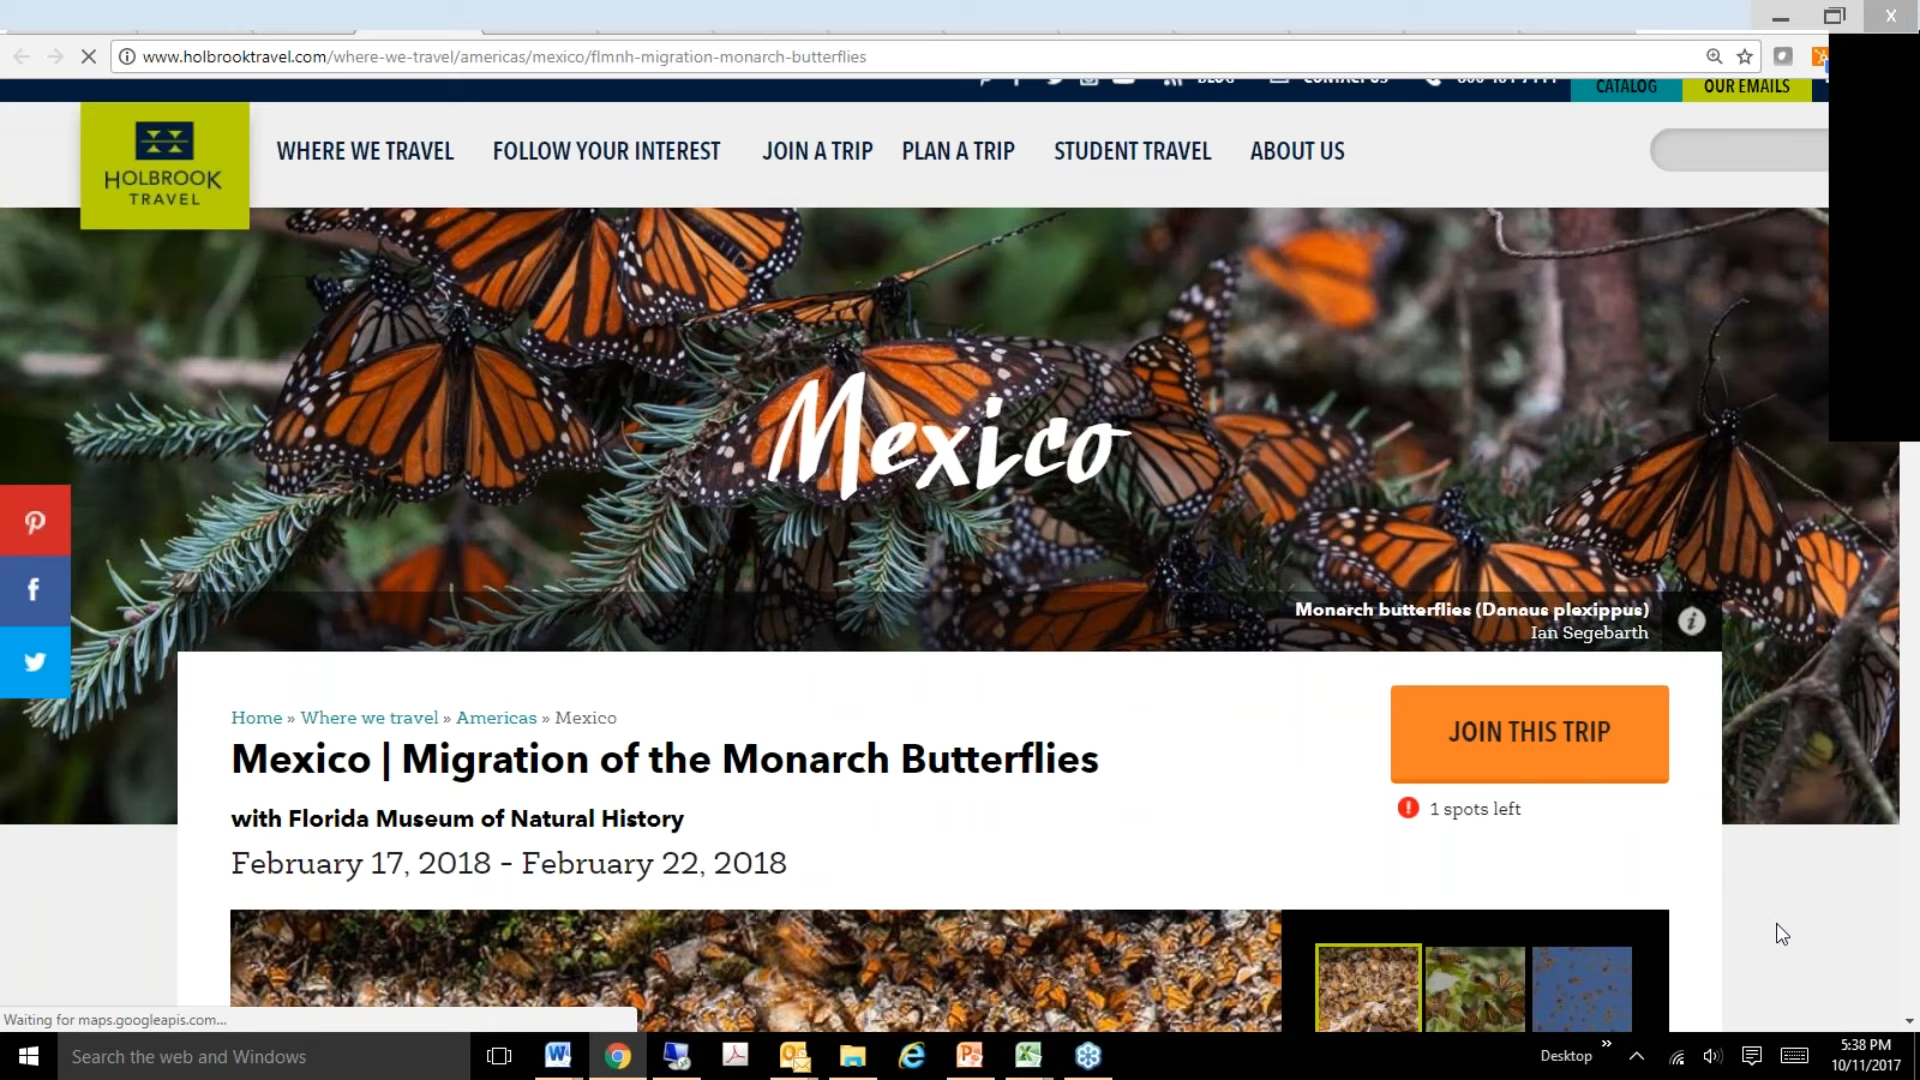 www.holbrooktravel.com/where-we-travel/americas/mexico/flmnh-migration-monarch-butterflies
BLOG CONTACT US
CATALOG OUR EMAILS
HOLBROOK
TRAVEL
WHERE WE TRAVEL FOLLOW YOUR INTEREST JOIN A TRIP PLAN A TRIP STUDENT TRAVEL ABOUT US
Mexico
Monarch butterflies (Danaus plexippus)
Ian Segebarth
Home » Where we travel » Americas » Mexico
JOIN THIS TRIP
Mexico | Migration of the Monarch Butterflies
1 spots left
with Florida Museum of Natural History
February 17, 2018 - February 22, 2018
Waiting for maps.googleapis.com...
Search the web and Windows
Desktop
5:38 PM
10/11/2017